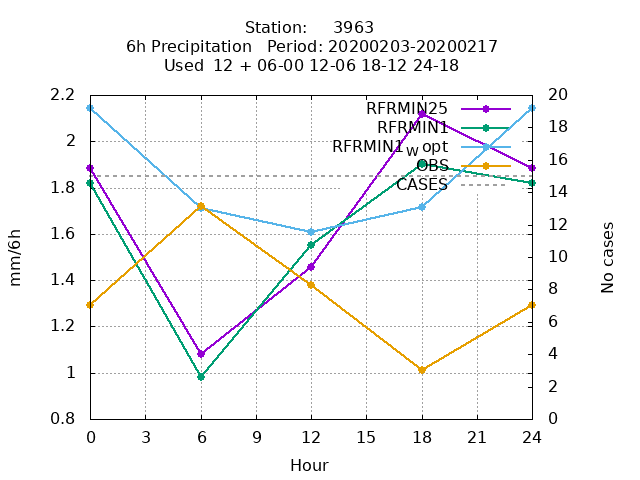 Station:     3963
6h Precipitation   Period: 20200203-20200217
Used  12 + 06-00 12-06 18-12 24-18
2.2
2
1.8
1.6
1.4
1.2
1
0.8
mm/6h
RFRMIN25
RFRMIN1
RFRMIN1w opt
OBS
CASES
20
18
16
14
12
10
8
6
4
2
0
No cases
0 3 6 9 12 15 18 21 24
Hour